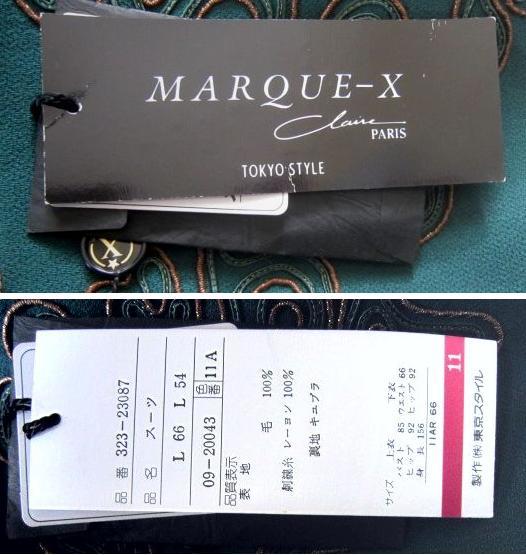 MARQUE-X
Claire
PARIS
TOKYO STYLE
X
品番 323-23087
品名 スーツ
L 66 L 54
09-20043 色番 11A
品質表示
表地 毛 100%
刺繍糸 レーヨン 100%
裏地 キュプラ
サイズ 上衣 下衣
バスト 85 ウエスト 66
ヒップ 92 ヒップ 92
身長 156
11AR 66
11
製作 (株)東京スタイル